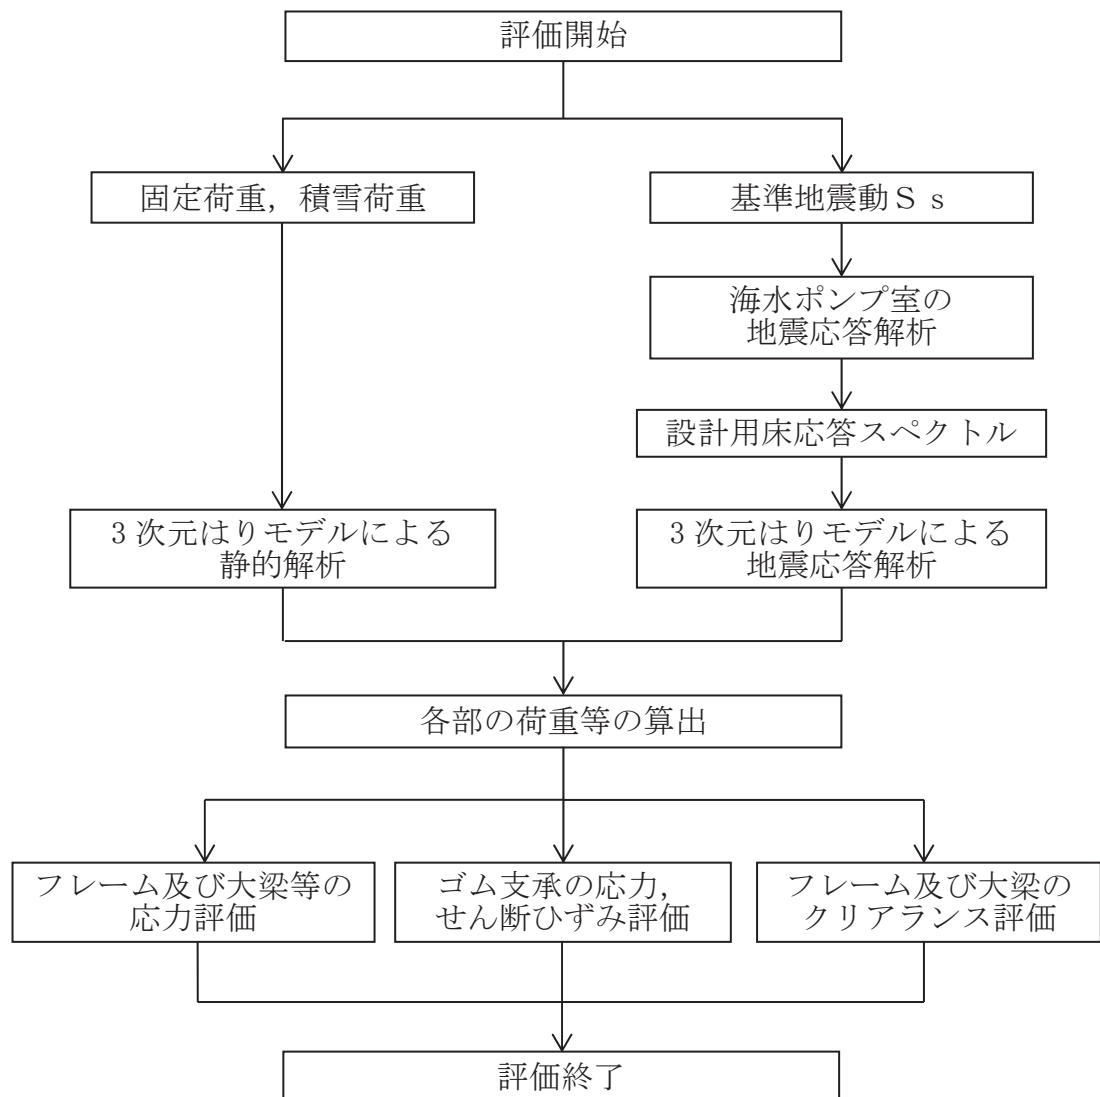 評価開始
固定荷重，積雪荷重
基準地震動Ｓｓ
海水ポンプ室の
地震応答解析
設計用床応答スペクトル
3 次元はりモデルによる
静的解析
3 次元はりモデルによる
地震応答解析
各部の荷重等の算出
フレーム及び大梁等の
応力評価
ゴム支承の応力，
せん断ひずみ評価
フレーム及び大梁の
クリアランス評価
評価終了